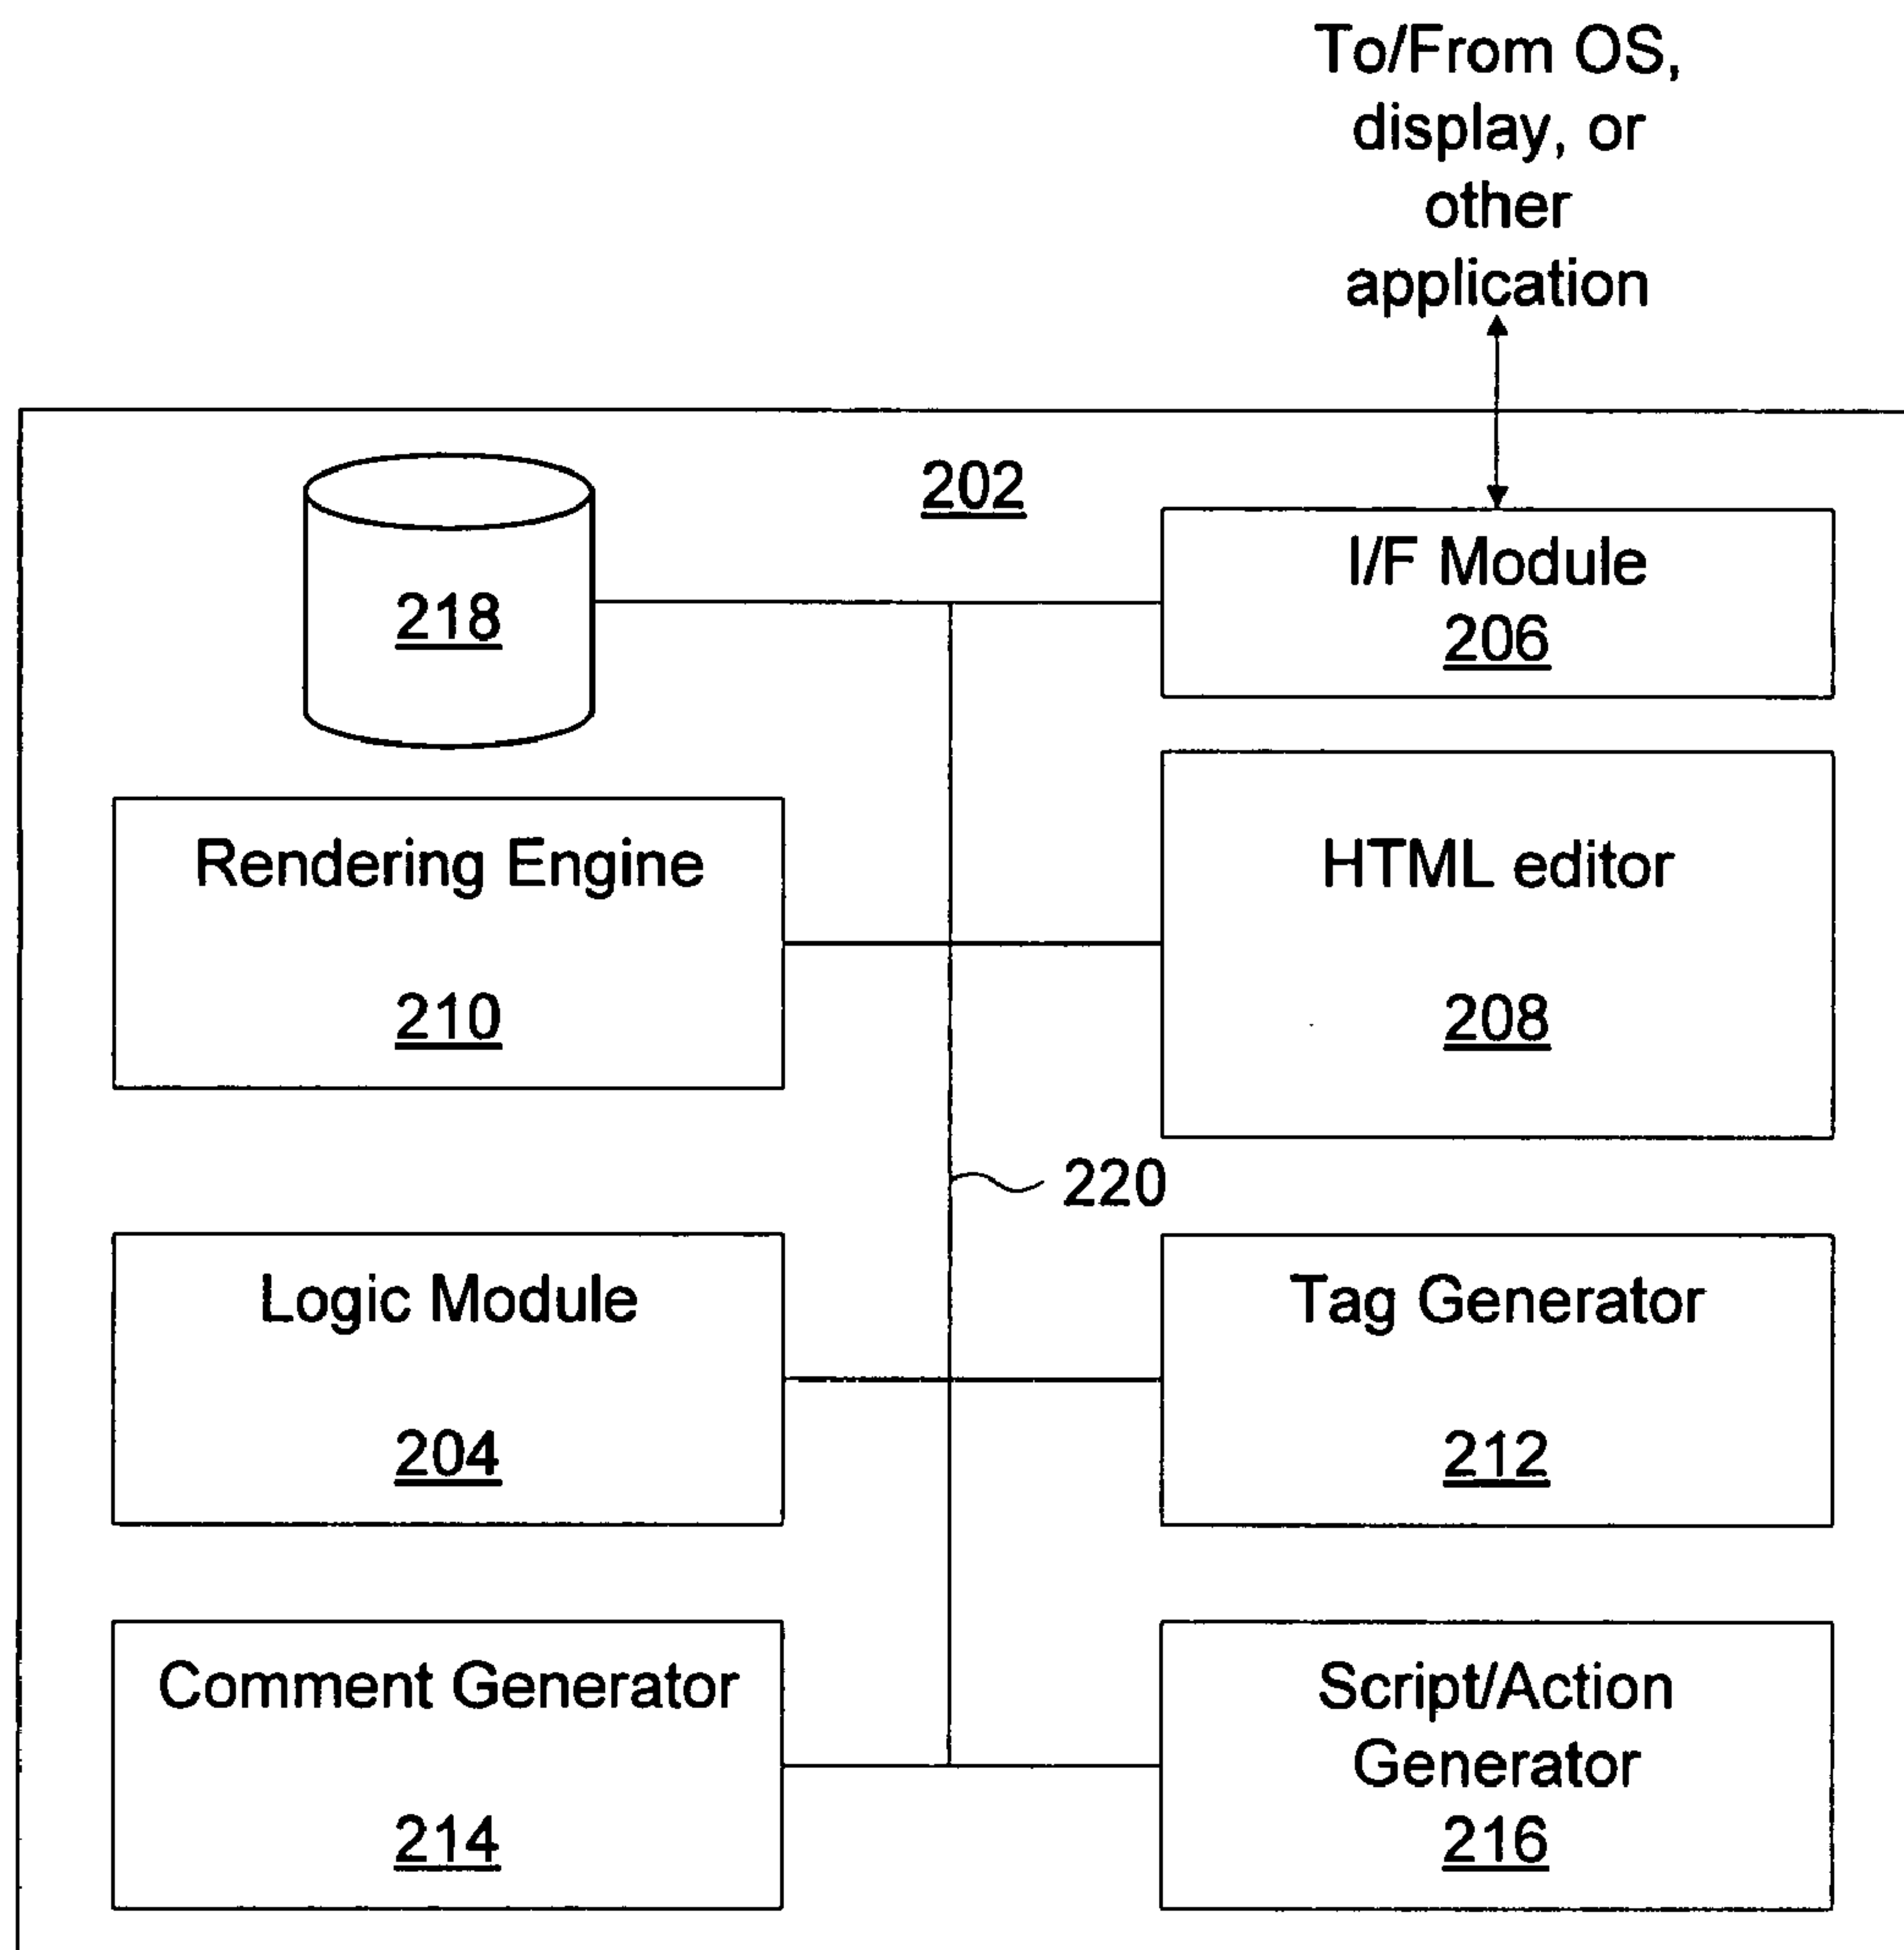 To/From OS,
display, or
other
application
202
218
I/F Module
206
Rendering Engine
210
HTML editor
208
220
Logic Module
204
Tag Generator
212
Comment Generator
214
Script/Action
Generator
216